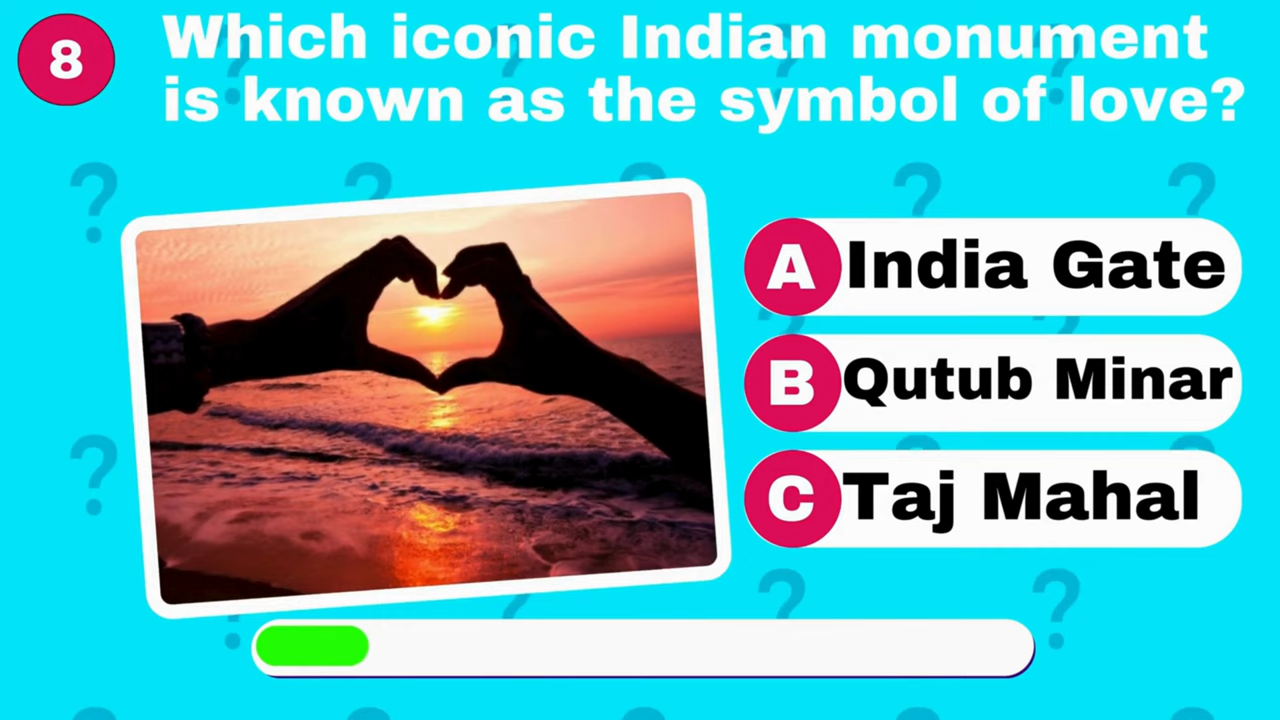 8
Which iconic Indian monument
is known as the symbol of love?
A India Gate
B Qutub Minar
C Taj Mahal